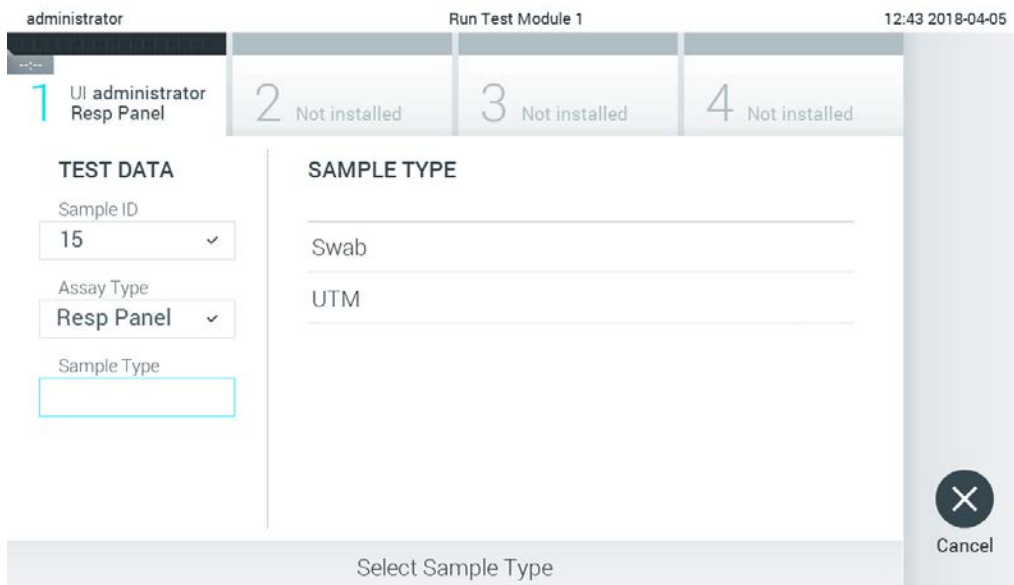 administrator
Run Test Module 1
12:43 2018-04-05
--:--
1
UI administrator
Resp Panel
2 Not installed
3 Not installed
4 Not installed
TEST DATA
Sample ID
15
Assay Type
Resp Panel
Sample Type
SAMPLE TYPE
Swab
UTM
Cancel
Select Sample Type